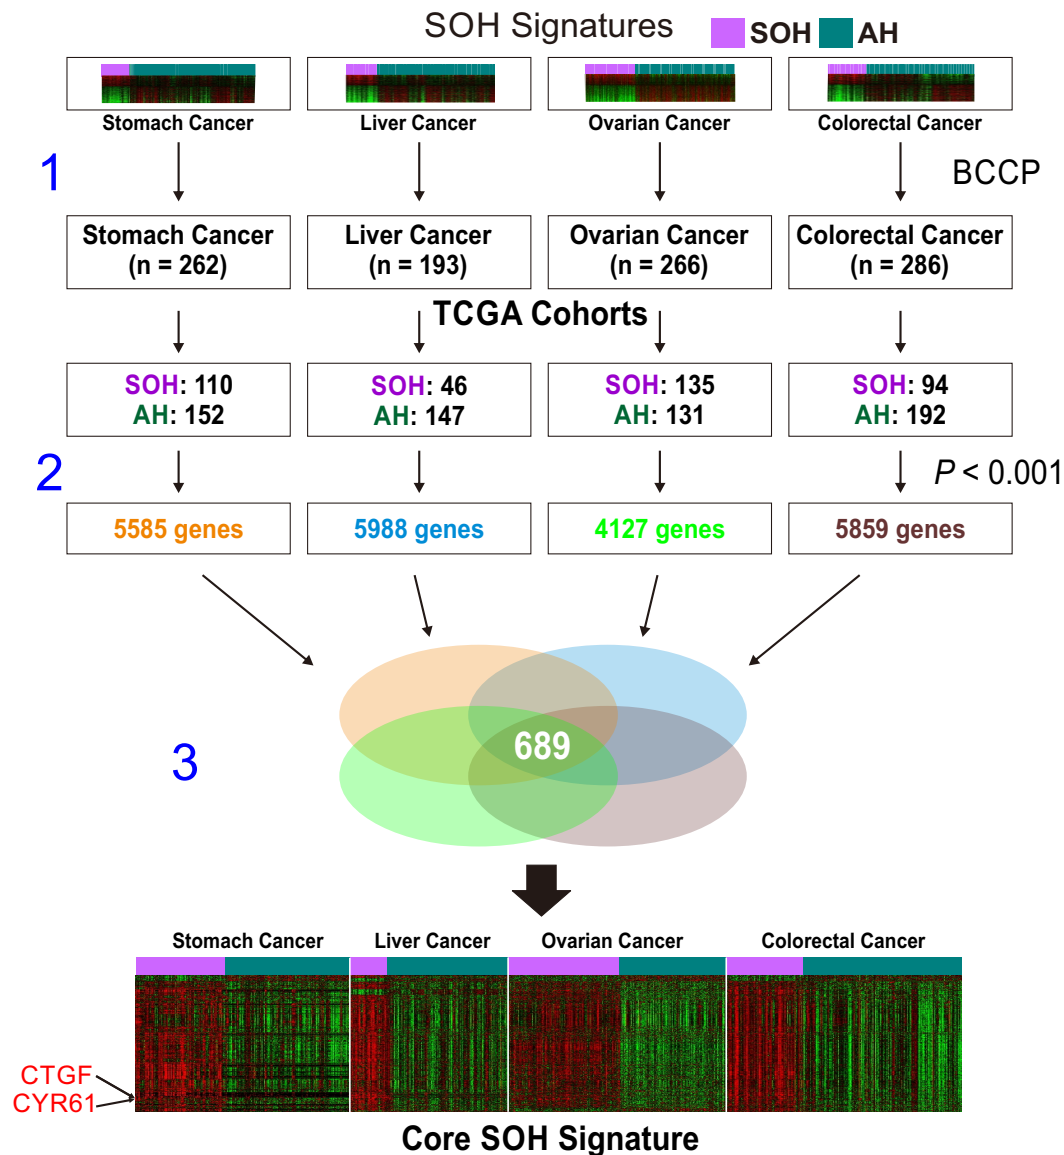 SOH Signatures
SOH AH
Stomach Cancer
Liver Cancer
Ovarian Cancer
Colorectal Cancer
1
BCCP
Stomach Cancer
(n = 262)
Liver Cancer
(n = 193)
Ovarian Cancer
(n = 266)
Colorectal Cancer
(n = 286)
TCGA Cohorts
SOH: 110
AH: 152
SOH: 46
AH: 147
SOH: 135
AH: 131
SOH: 94
AH: 192
2
P < 0.001
5585 genes
5988 genes
4127 genes
5859 genes
3
689
Stomach Cancer
Liver Cancer
Ovarian Cancer
Colorectal Cancer
CTGF
CYR61
Core SOH Signature